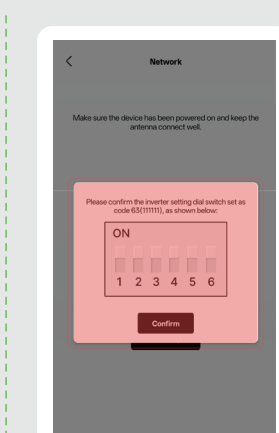 Network
Make sure the device has been powered on and keep the
antenna connect well.
Please confirm the inverter setting dial switch set as
code 63(111111), as shown below:
ON
1 2 3 4 5 6
Confirm